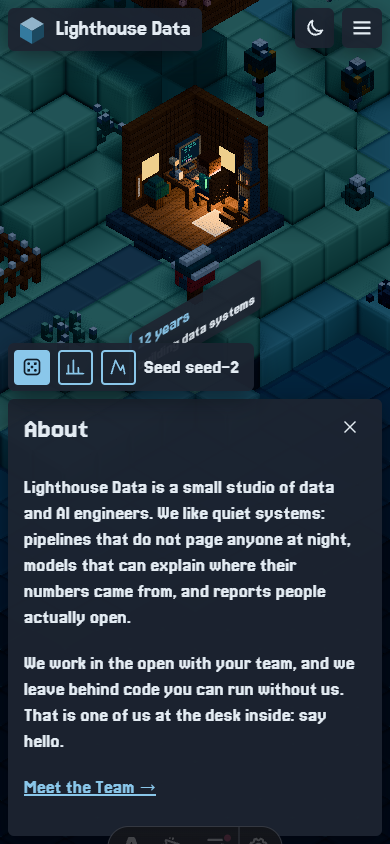 Lighthouse Data
12 years
data systems
Seed seed-2
About
Lighthouse Data is a small studio of data
and AI engineers. We like quiet systems:
pipelines that do not page anyone at night,
models that can explain where their
numbers came from, and reports people
actually open.
We work in the open with your team, and we
leave behind code you can run without us.
That is one of us at the desk inside: say
hello.
Meet the Team →